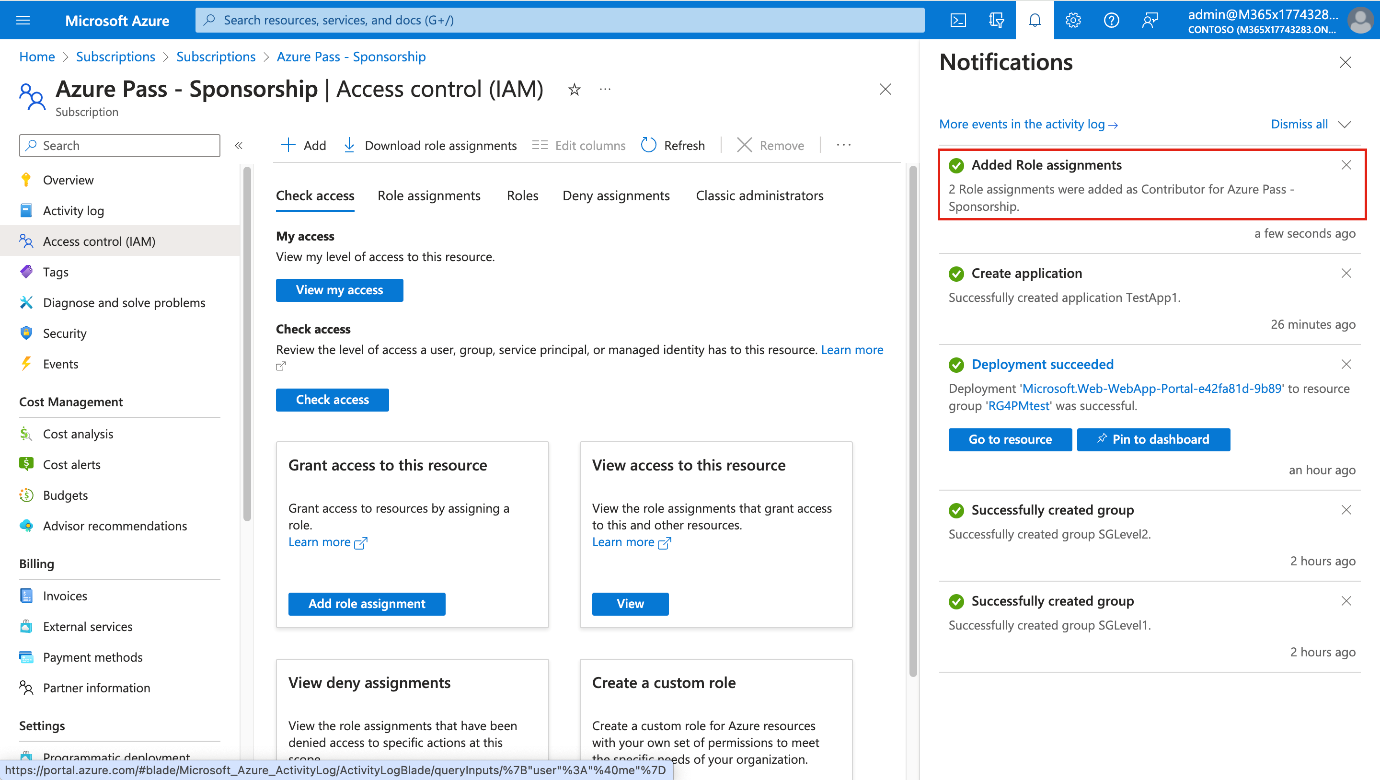 Microsoft Azure
Search resources, services, and docs (G+/)
admin@M365x1774328...
CONTOSO (M365X17743283.ON...
Home > Subscriptions > Subscriptions > Azure Pass - Sponsorship
Azure Pass - Sponsorship | Access control (IAM)
Subscription
Search
Overview
Activity log
Access control (IAM)
Tags
Diagnose and solve problems
Security
Events
Cost Management
Cost analysis
Cost alerts
Budgets
Advisor recommendations
Billing
Invoices
External services
Payment methods
Partner information
Settings
Programmatic deployment
https://portal.azure.com/#blade/Microsoft_Azure_ActivityLog/ActivityLogBlade/queryInputs/%7B"user"%3A"%40me"%7D
Add Download role assignments Edit columns Refresh Remove
Check access Role assignments Roles Deny assignments Classic administrators
My access
View my level of access to this resource.
View my access
Check access
Review the level of access a user, group, service principal, or managed identity has to this resource. Learn more
Check access
Grant access to this resource
Grant access to resources by assigning a
role.
Learn more
Add role assignment
View access to this resource
View the role assignments that grant access
to this and other resources.
Learn more
View
View deny assignments
View the role assignments that have been
denied access to specific actions at this
scope.
Create a custom role
Create a custom role for Azure resources
with your own set of permissions to meet
the specific needs of your organization.
Notifications
More events in the activity log →
Dismiss all
Added Role assignments
2 Role assignments were added as Contributor for Azure Pass -
Sponsorship.
a few seconds ago
Create application
Successfully created application TestApp1.
26 minutes ago
Deployment succeeded
Deployment 'Microsoft.Web-WebApp-Portal-e42fa81d-9b89' to resource
group 'RG4PMtest' was successful.
Go to resource
Pin to dashboard
an hour ago
Successfully created group
Successfully created group SGLevel2.
2 hours ago
Successfully created group
Successfully created group SGLevel1.
2 hours ago